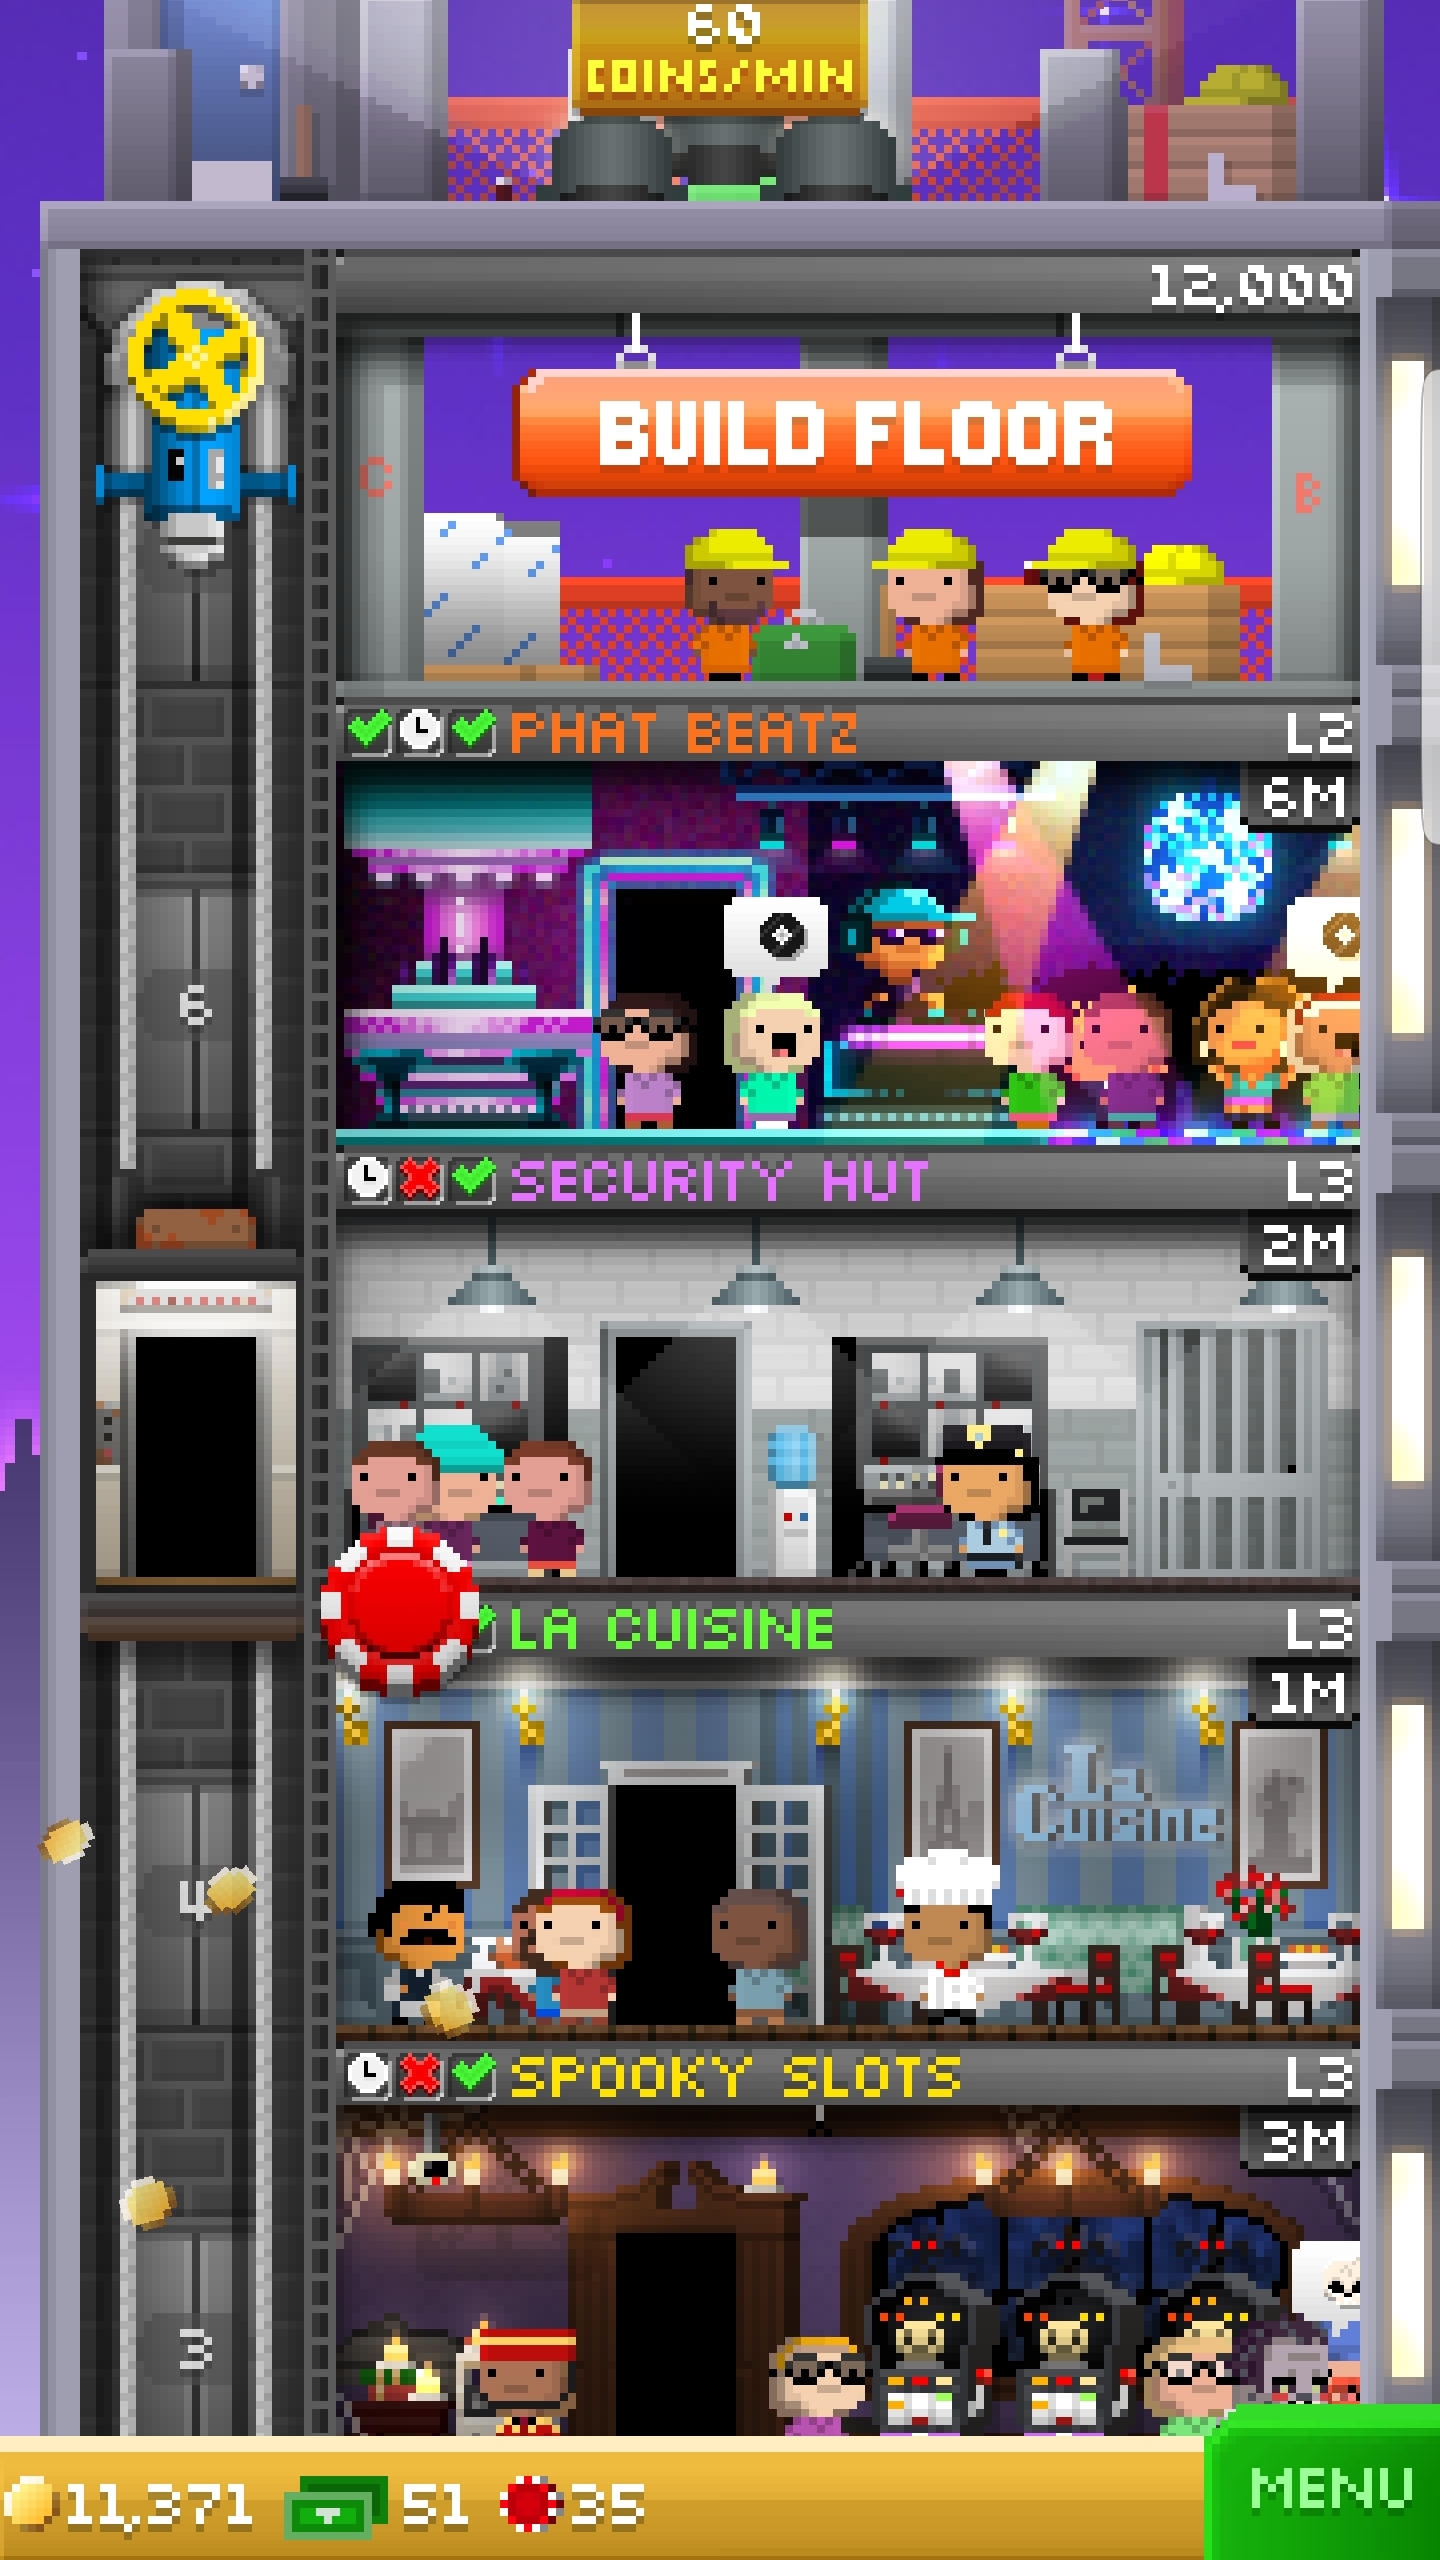 60
COINS/MIN
12,000
C
BUILD FLOOR
B
PHAT BEATZ
L2
6M
6
SECURITY HUT
L3
2M
LA CUISINE
L3
1M
La
Cuisine
4
SPOOKY SLOTS
L3
3M
3
11,371
51
35
MENU